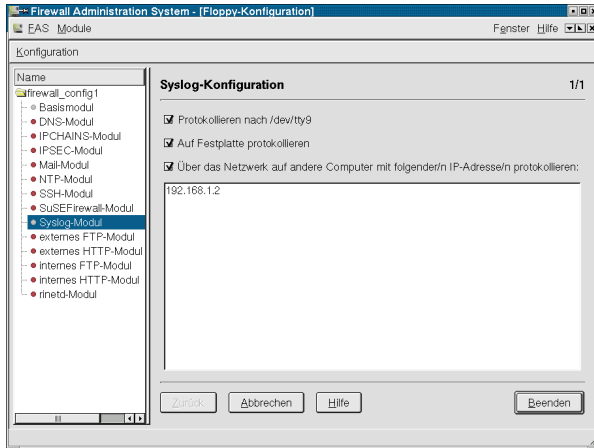 Firewall Administration System - [Floppy-Konfiguration]
FAS Module Fenster Hilfe
Konfiguration
Name
firewall_config1
Basismodul
DNS-Modul
IPCHAINS-Modul
IPSEC-Modul
Mail-Modul
NTP-Modul
SSH-Modul
SuSEFirewall-Modul
Syslog-Modul
externes FTP-Modul
externes HTTP-Modul
internes FTP-Modul
internes HTTP-Modul
rinetd-Modul
Syslog-Konfiguration 1/1
Protokollieren nach /dev/tty9
Auf Festplatte protokollieren
Über das Netzwerk auf andere Computer mit folgender/n IP-Adresse/n protokollieren:
192.168.1.2
Zurück Abbrechen Hilfe Beenden